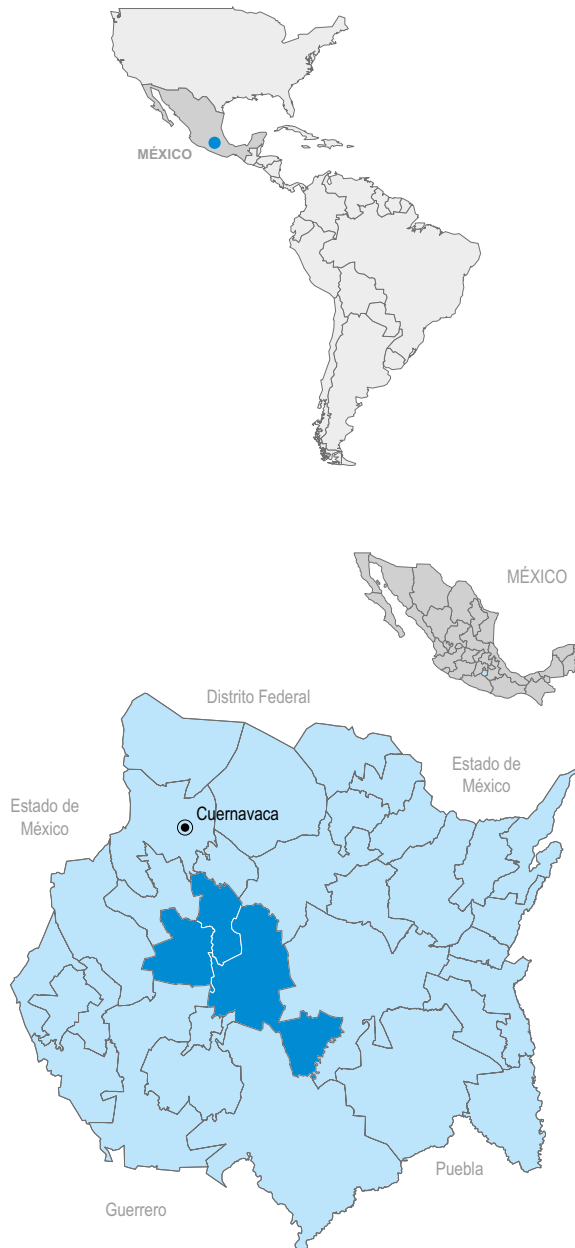 MÉXICO
MÉXICO
Distrito Federal
Estado de
México
Estado de
México
Cuernavaca
Puebla
Guerrero